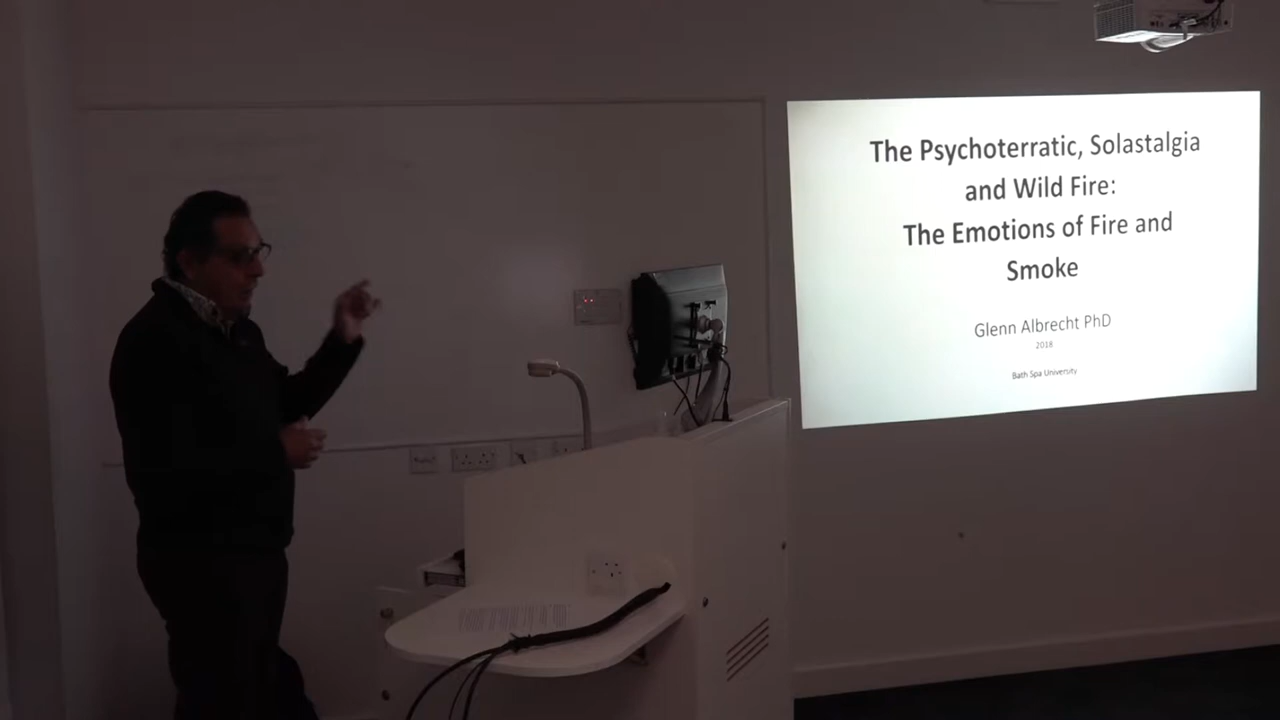 The Psychoterratic, Solastalgia
and Wild Fire:
The Emotions of Fire and
Smoke
Glenn Albrecht PhD
2018
Bath Spa University